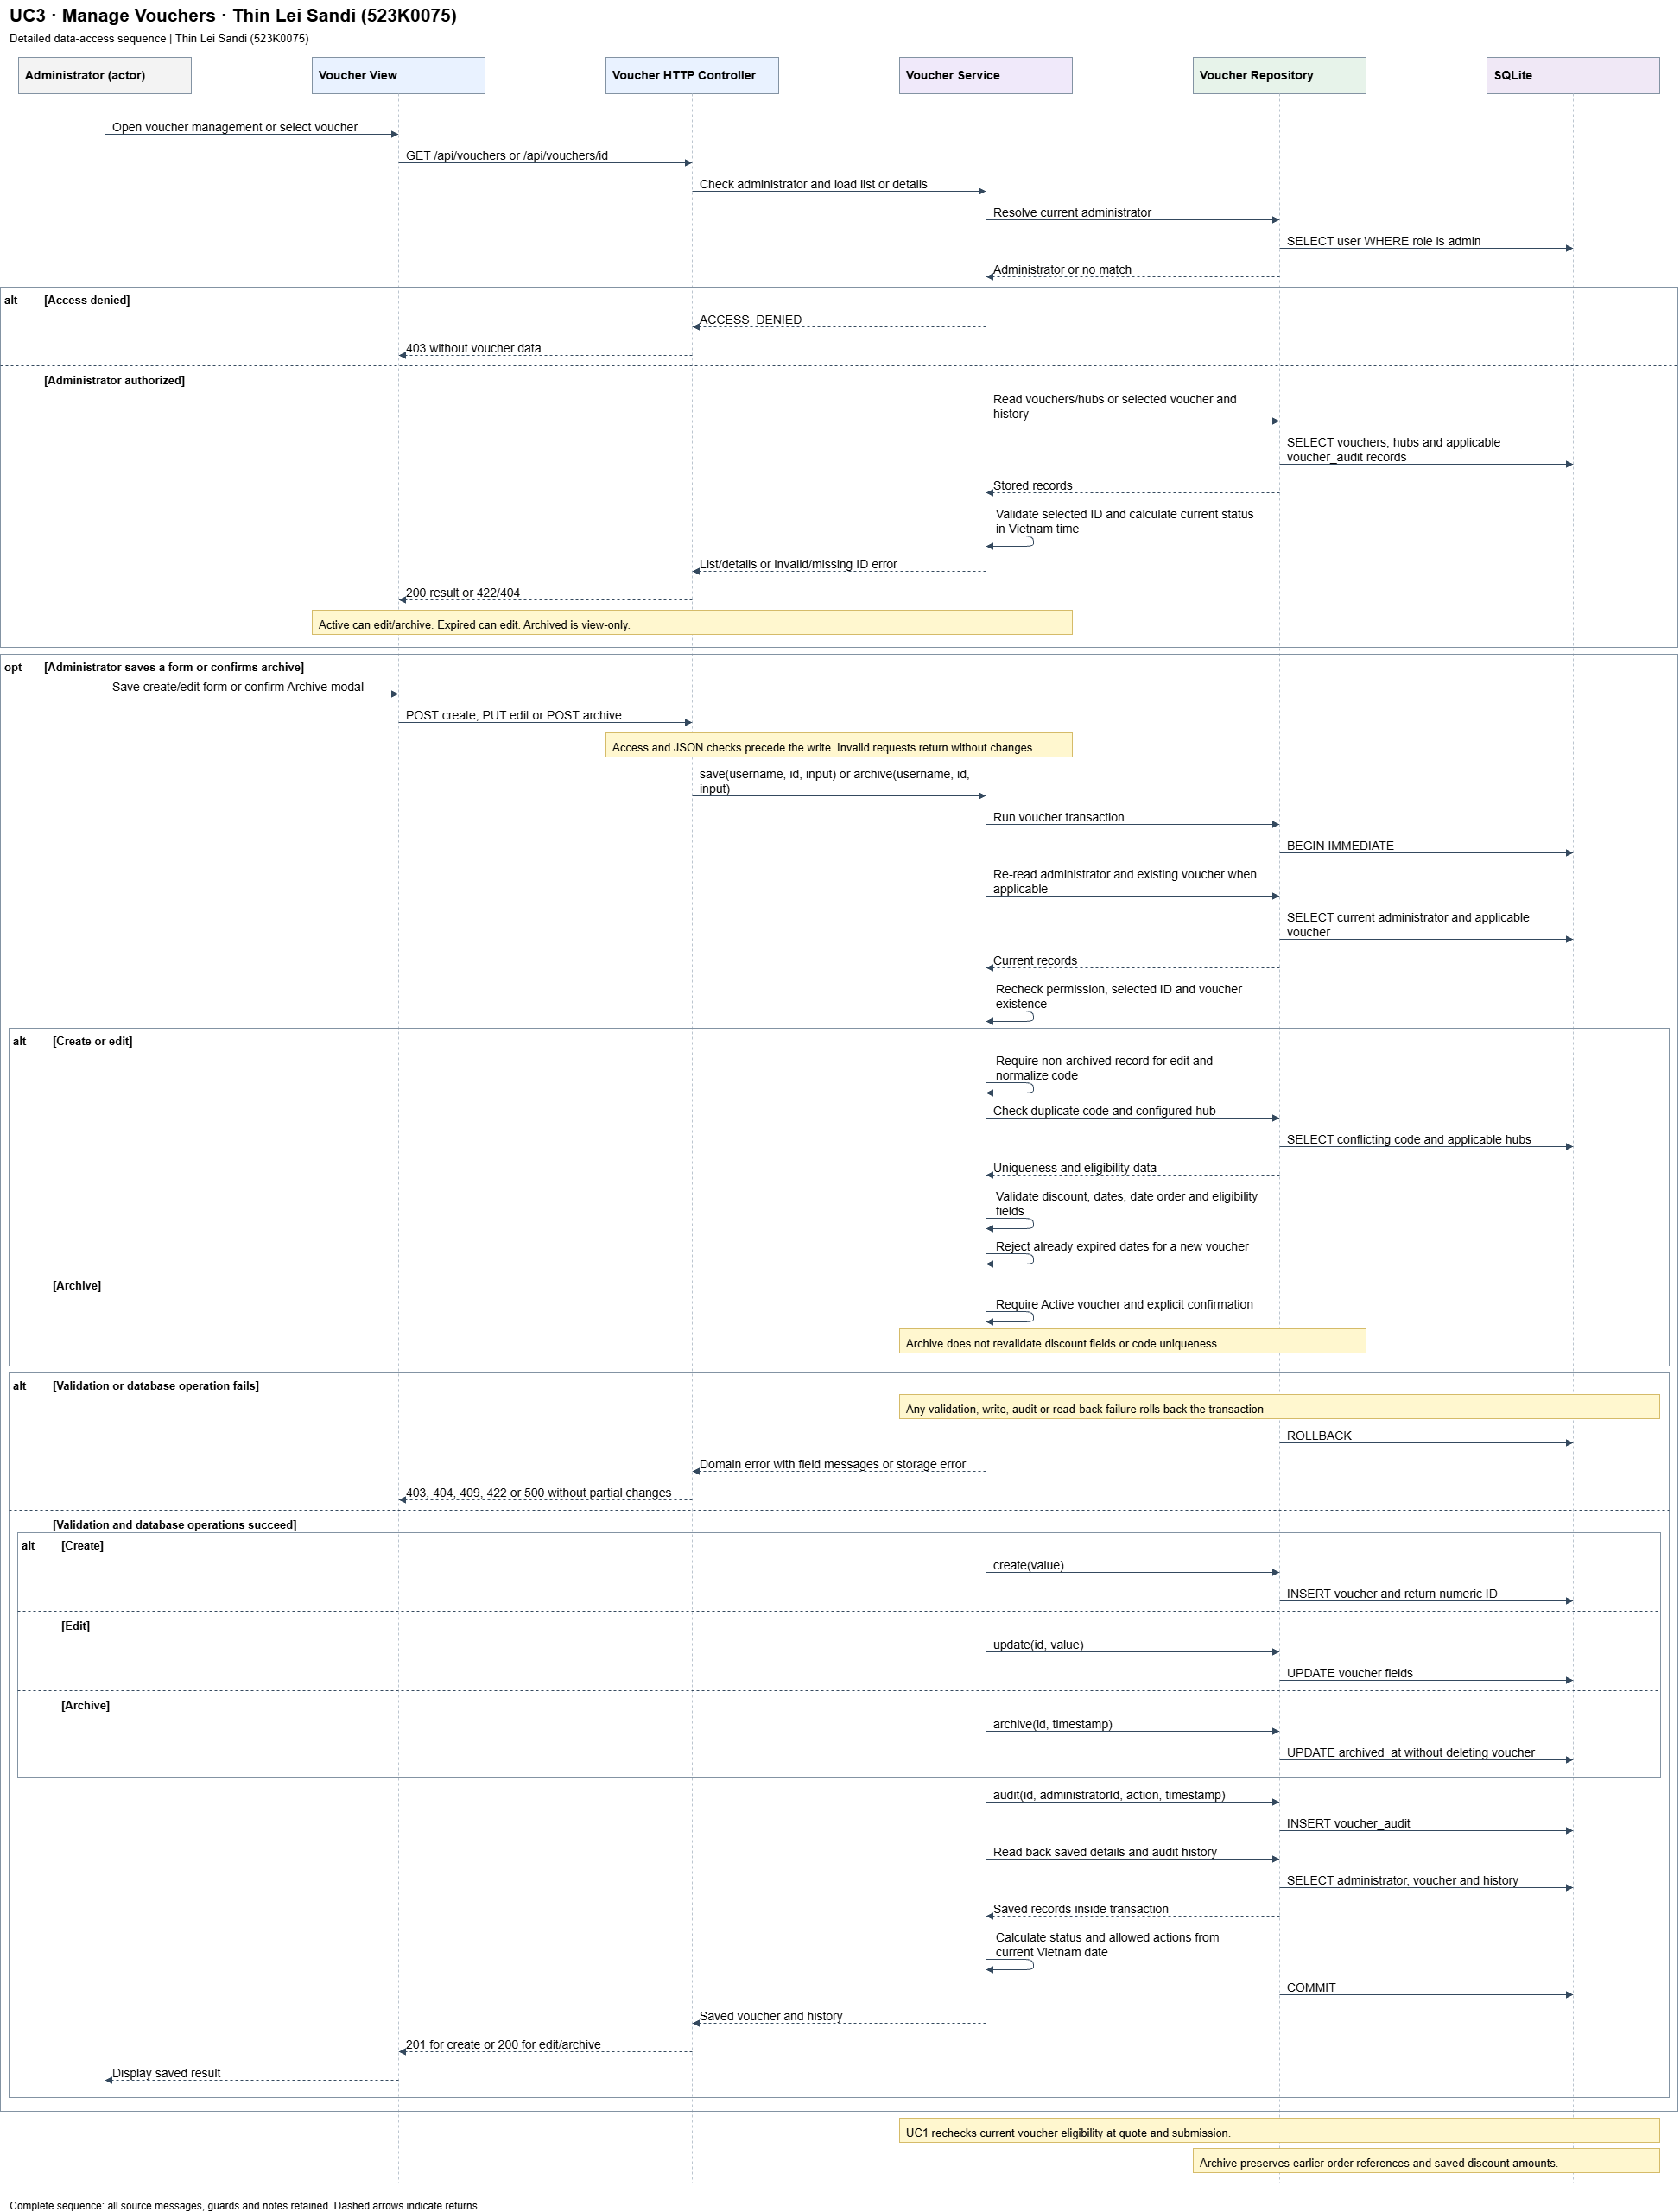 UC3 · Manage Vouchers · Thin Lei Sandi (523K0075)
Detailed data-access sequence | Thin Lei Sandi (523K0075)
Administrator (actor)
Voucher View
Voucher HTTP Controller
Voucher Service
Voucher Repository
SQLite
Open voucher management or select voucher
GET /api/vouchers or /api/vouchers/id
Check administrator and load list or details
Resolve current administrator
SELECT user WHERE role is admin
Administrator or no match
alt [Access denied]
ACCESS_DENIED
403 without voucher data
[Administrator authorized]
Read vouchers/hubs or selected voucher and
history
SELECT vouchers, hubs and applicable
voucher_audit records
Stored records
Validate selected ID and calculate current status
in Vietnam time
List/details or invalid/missing ID error
200 result or 422/404
Active can edit/archive. Expired can edit. Archived is view-only.
opt [Administrator saves a form or confirms archive]
Save create/edit form or confirm Archive modal
POST create, PUT edit or POST archive
Access and JSON checks precede the write. Invalid requests return without changes.
save(username, id, input) or archive(username, id,
input)
Run voucher transaction
BEGIN IMMEDIATE
Re-read administrator and existing voucher when
applicable
SELECT current administrator and applicable
voucher
Current records
Recheck permission, selected ID and voucher
existence
alt [Create or edit]
Require non-archived record for edit and
normalize code
Check duplicate code and configured hub
SELECT conflicting code and applicable hubs
Uniqueness and eligibility data
Validate discount, dates, date order and eligibility
fields
Reject already expired dates for a new voucher
[Archive]
Require Active voucher and explicit confirmation
Archive does not revalidate discount fields or code uniqueness
alt [Validation or database operation fails]
Any validation, write, audit or read-back failure rolls back the transaction
ROLLBACK
Domain error with field messages or storage error
403, 404, 409, 422 or 500 without partial changes
[Validation and database operations succeed]
alt [Create]
create(value)
INSERT voucher and return numeric ID
[Edit]
update(id, value)
UPDATE voucher fields
[Archive]
archive(id, timestamp)
UPDATE archived_at without deleting voucher
audit(id, administratorId, action, timestamp)
INSERT voucher_audit
Read back saved details and audit history
SELECT administrator, voucher and history
Saved records inside transaction
Calculate status and allowed actions from
current Vietnam date
COMMIT
Saved voucher and history
201 for create or 200 for edit/archive
Display saved result
UC1 rechecks current voucher eligibility at quote and submission.
Archive preserves earlier order references and saved discount amounts.
Complete sequence: all source messages, guards and notes retained. Dashed arrows indicate returns.